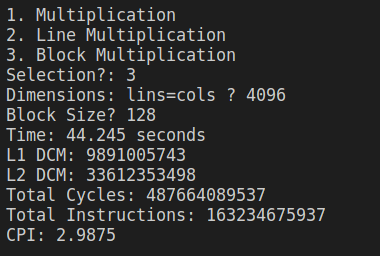 1. Multiplication
2. Line Multiplication
3. Block Multiplication
Selection?: 3
Dimensions: lins=cols ? 4096
Block Size? 128
Time: 44.245 seconds
L1 DCM: 9891005743
L2 DCM: 33612353498
Total Cycles: 487664089537
Total Instructions: 163234675937
CPI: 2.9875